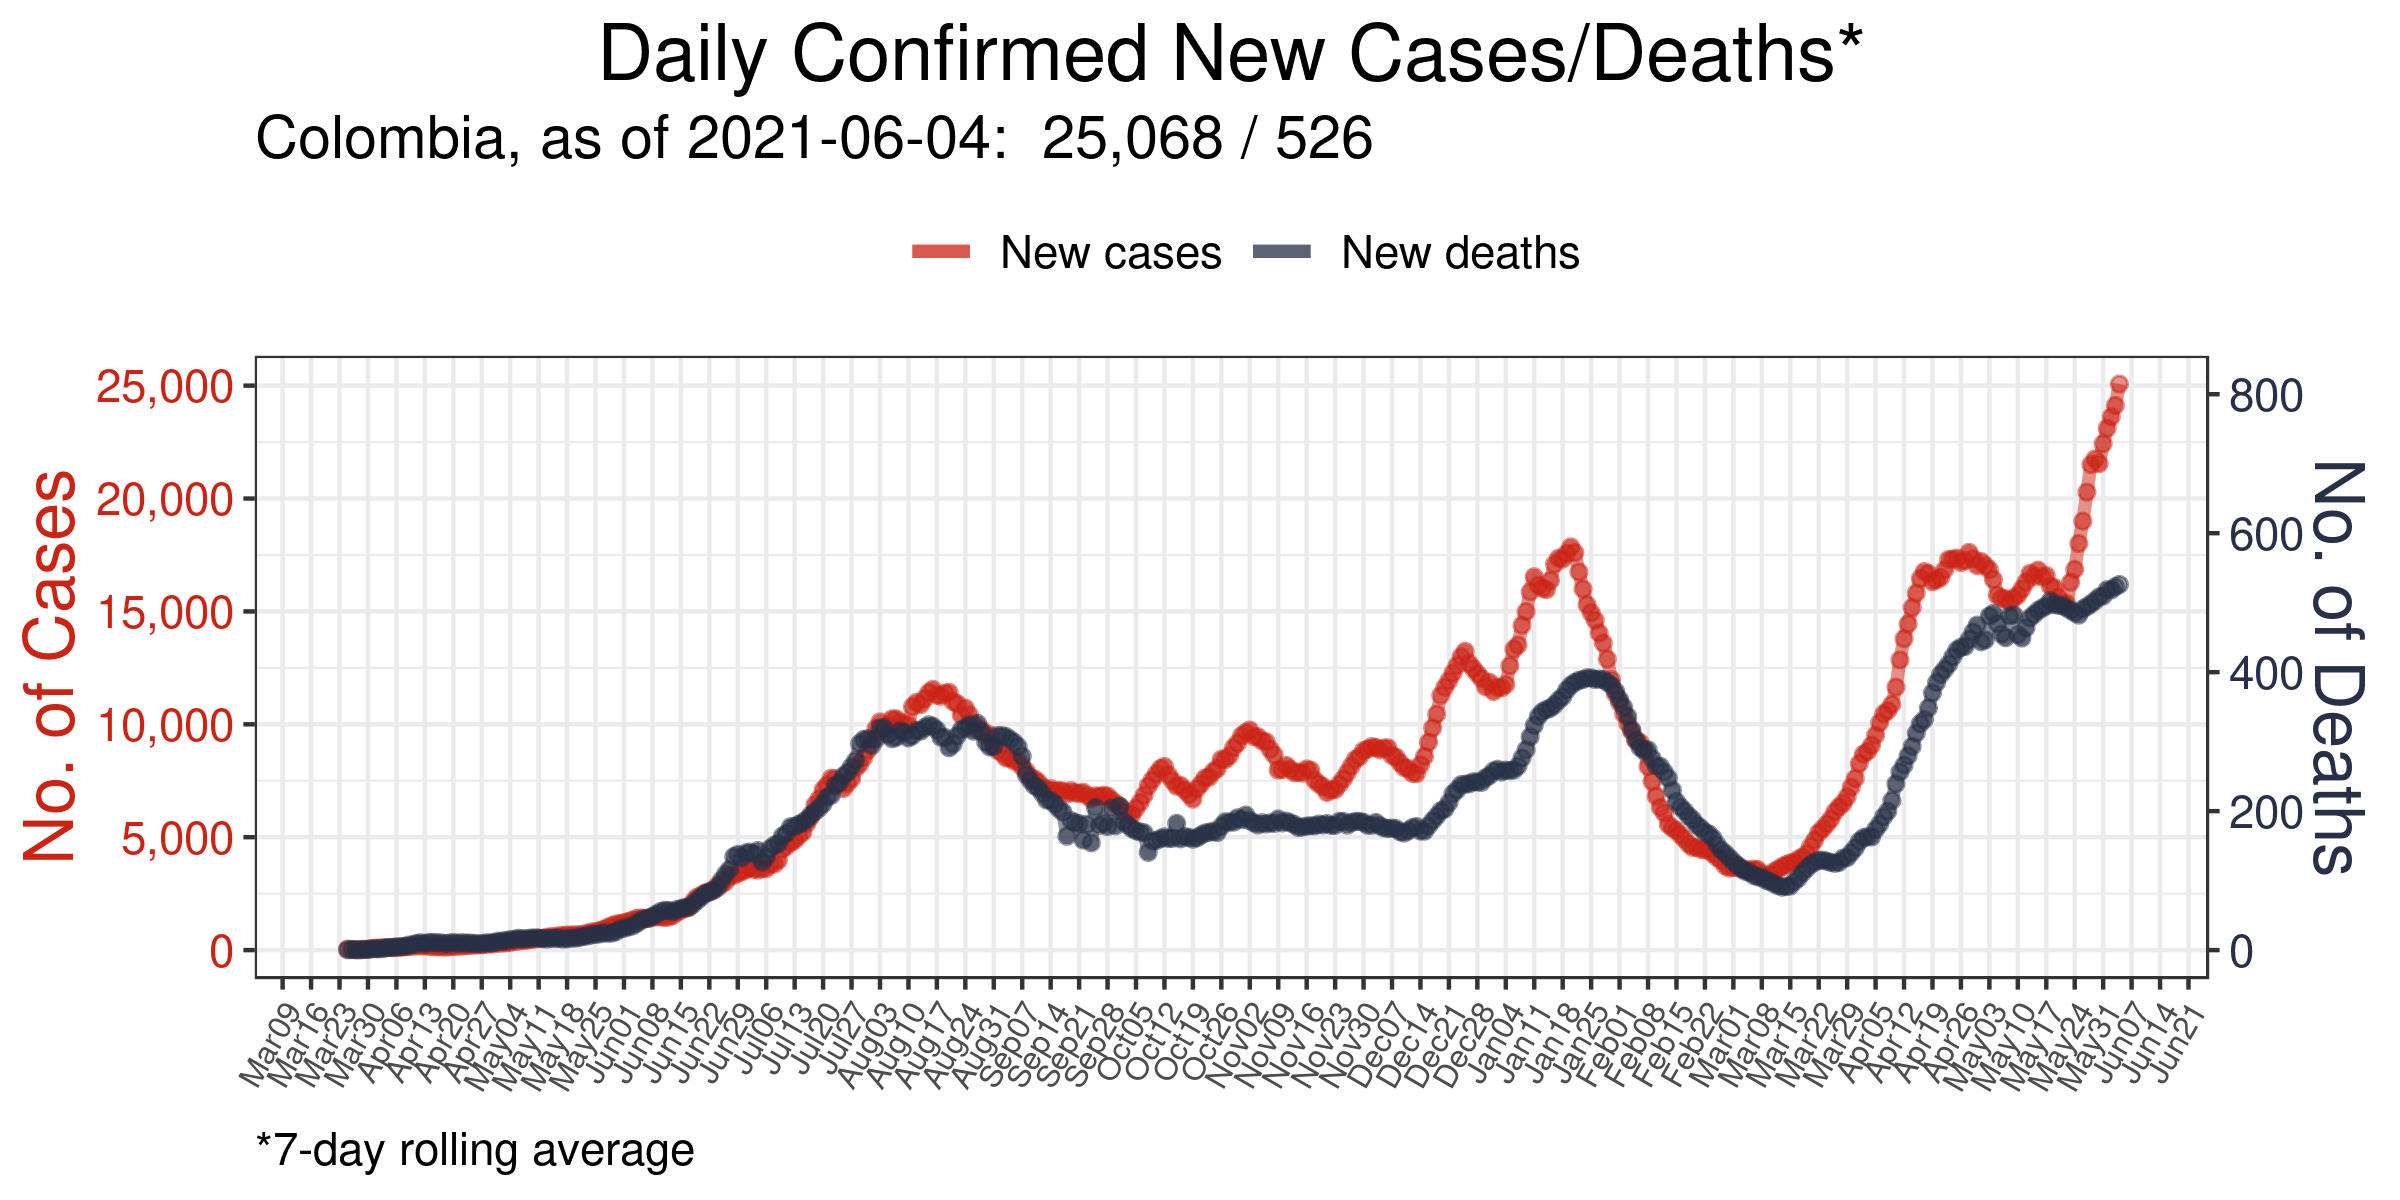 Daily Confirmed New Cases/Deaths*
Colombia, as of 2021-06-04:  25,068 / 526
New cases New deaths
No. of Cases
25,000
20,000
15,000
10,000
5,000
0
800
600
400
200
0
No. of Deaths
Mar09 Mar16 Mar23 Mar30 Apr06 Apr13 Apr20 Apr27 May04 May11 May18 May25 Jun01 Jun08 Jun15 Jun22 Jun29 Jul06 Jul13 Jul20 Jul27 Aug03 Aug10 Aug17 Aug24 Aug31 Sep07 Sep14 Sep21 Sep28 Oct05 Oct12 Oct19 Oct26 Nov02 Nov09 Nov16 Nov23 Nov30 Dec07 Dec14 Dec21 Dec28 Jan04 Jan11 Jan18 Jan25 Feb01 Feb08 Feb15 Feb22 Mar01 Mar08 Mar15 Mar22 Mar29 Apr05 Apr12 Apr19 Apr26 May03 May10 May17 May24 May31 Jun07 Jun14 Jun21
*7-day rolling average